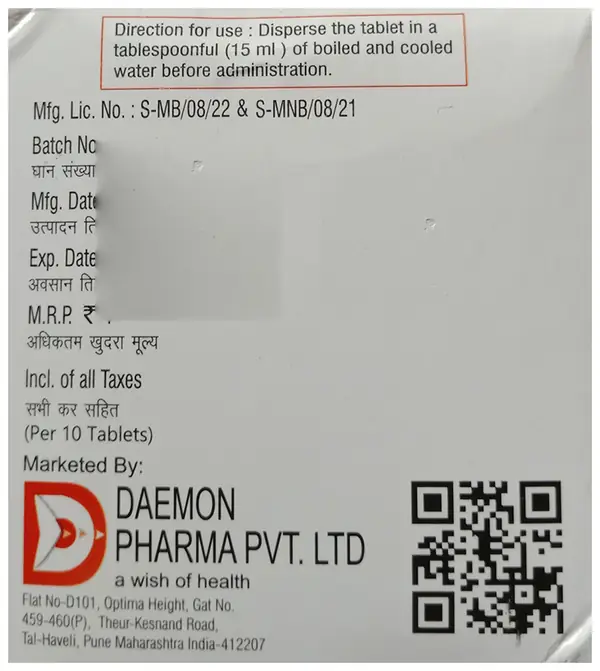 Direction for use : Disperse the tablet in a
tablespoonful (15 ml ) of boiled and cooled
water before administration.
Mfg. Lic. No. : S-MB/08/22 & S-MNB/08/21
Batch No
घान संख्या
Mfg. Date
उत्पादन ति
Exp. Date
अवसान ति
M.R.P. ₹ .
अधिकतम खुदरा मूल्य
Incl. of all Taxes
सभी कर सहित
(Per 10 Tablets)
Marketed By:
DAEMON
PHARMA PVT. LTD
a wish of health
Flat No-D101, Optima Height, Gat No.
459-460(P), Theur-Kesnand Road,
Tal-Haveli, Pune Maharashtra India-412207